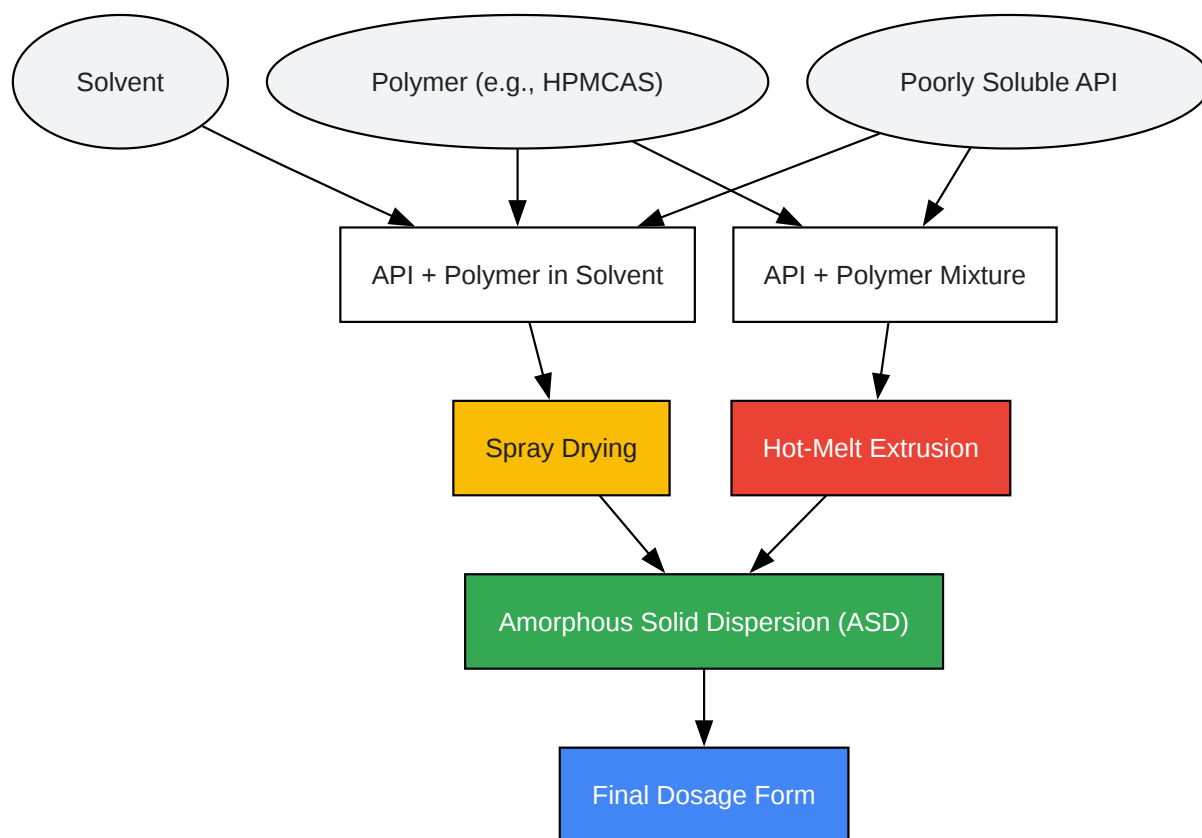 Solvent
Polymer (e.g., HPMCAS)
Poorly Soluble API
API + Polymer in Solvent
API + Polymer Mixture
Spray Drying
Hot-Melt Extrusion
Amorphous Solid Dispersion (ASD)
Final Dosage Form